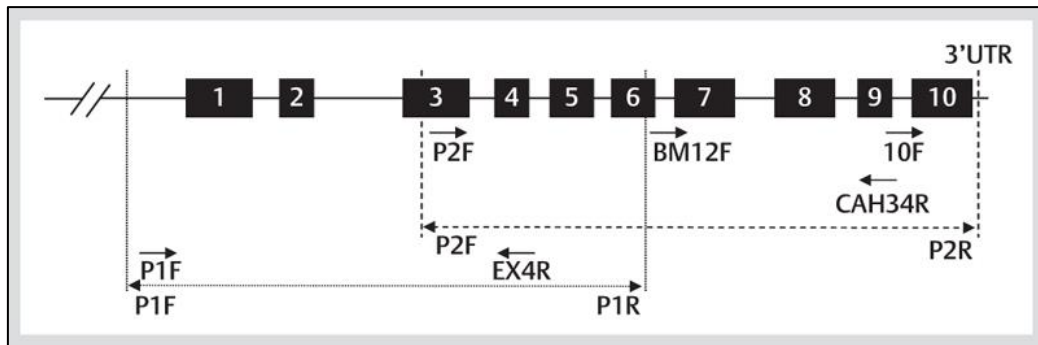 3'UTR
1 2 3 4 5 6 7 8 9 10
P2F BM12F 10F
CAH34R
P2F P2R
P1F EX4R
P1F P1R